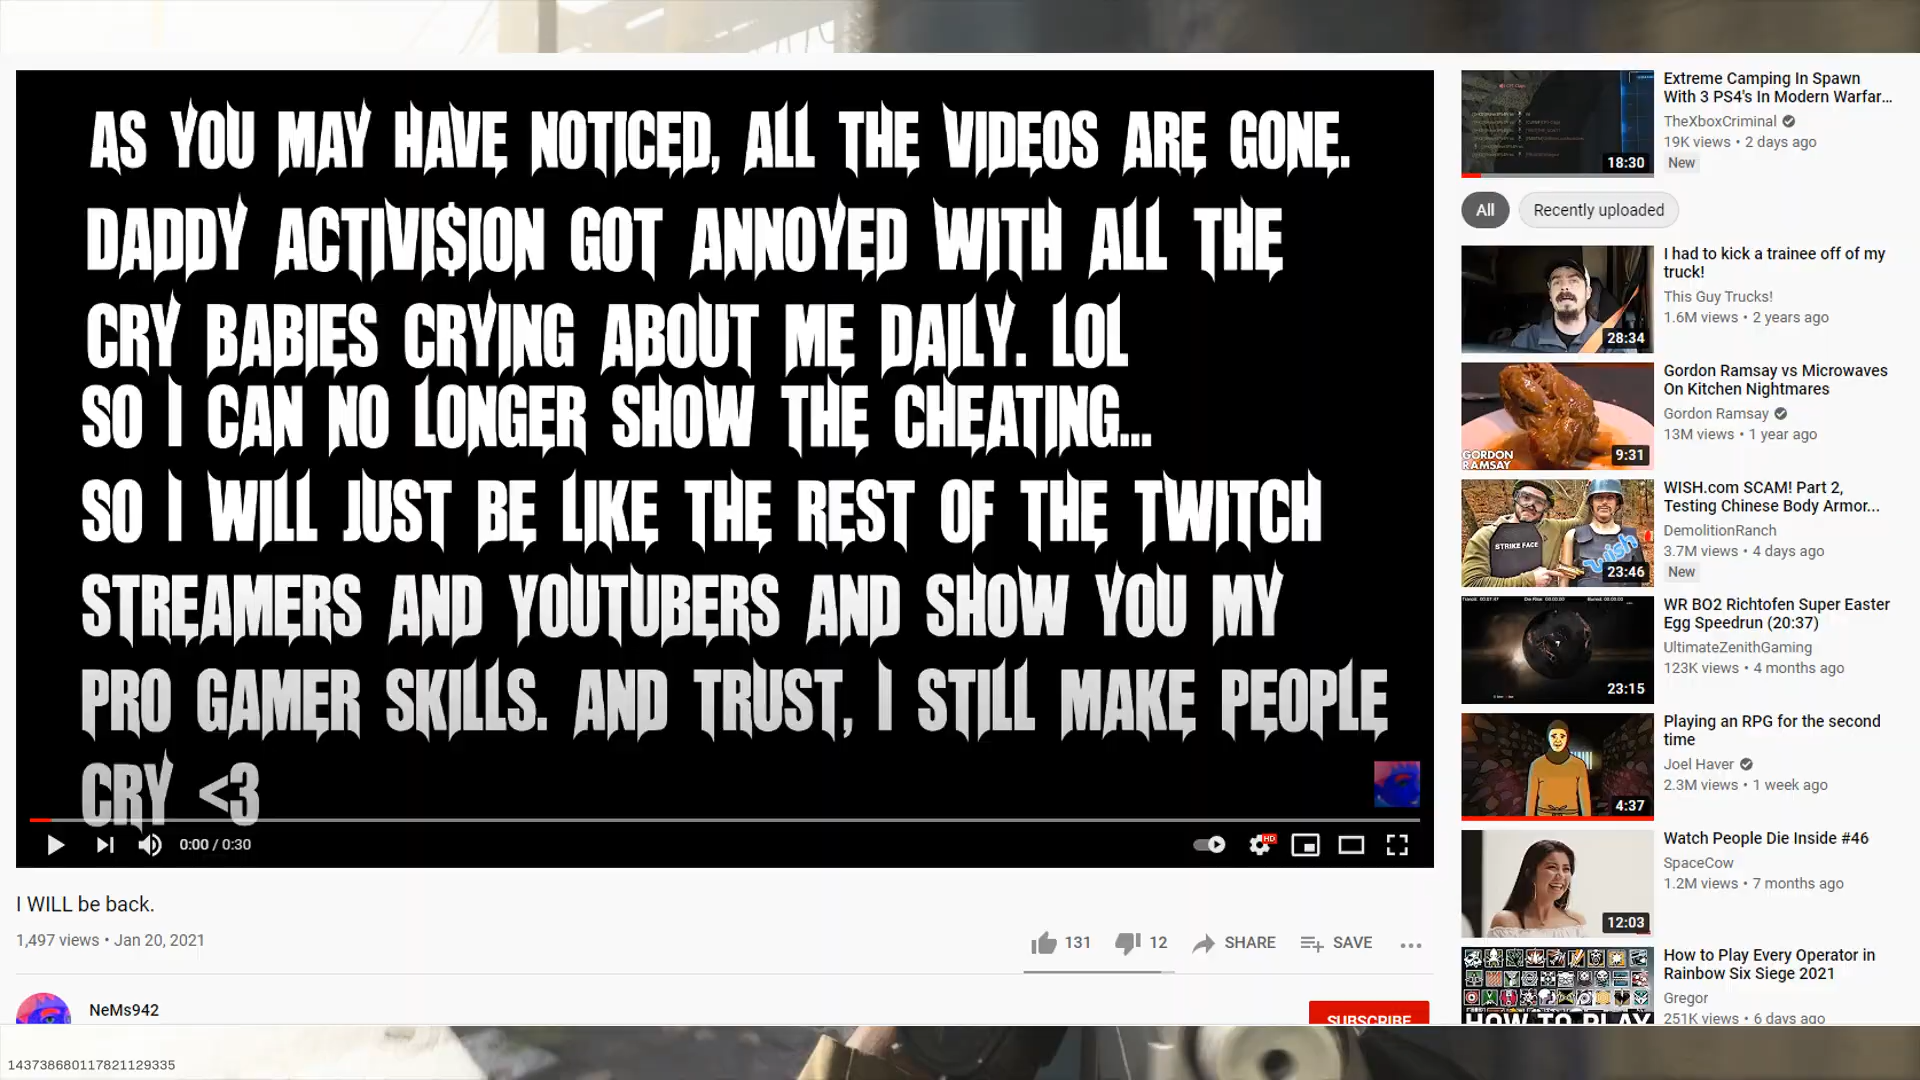 AS YOU MAY HAVE NOTICED, ALL THE VIDEOS ARE GONE.
DADDY ACTIVI$ION GOT ANNOYED WITH ALL THE
CRY BABIES CRYING ABOUT ME DAILY. LOL
SO I CAN NO LONGER SHOW THE CHEATING...
SO I WILL JUST BE LIKE THE REST OF THE TWITCH
STREAMERS AND YOUTUBERS AND SHOW YOU MY
PRO GAMER SKILLS. AND TRUST, I STILL MAKE PEOPLE
CRY <3
0:00 / 0:30
HD
I WILL be back.
1,497 views • Jan 20, 2021
131
12
SHARE
SAVE
NeMs942
SUBSCRIBE
18:30
Extreme Camping In Spawn
With 3 PS4's In Modern Warfar...
TheXboxCriminal
19K views • 2 days ago
New
All
Recently uploaded
28:34
I had to kick a trainee off of my
truck!
This Guy Trucks!
1.6M views • 2 years ago
GORDON
RAMSAY
9:31
Gordon Ramsay vs Microwaves
On Kitchen Nightmares
Gordon Ramsay
13M views • 1 year ago
STRIKE FACE
wish
23:46
WISH.com SCAM! Part 2,
Testing Chinese Body Armor...
DemolitionRanch
3.7M views • 4 days ago
New
23:15
WR BO2 Richtofen Super Easter
Egg Speedrun (20:37)
UltimateZenithGaming
123K views • 4 months ago
4:37
Playing an RPG for the second
time
Joel Haver
2.3M views • 1 week ago
12:03
Watch People Die Inside #46
SpaceCow
1.2M views • 7 months ago
HOW TO PLAY
How to Play Every Operator in
Rainbow Six Siege 2021
Gregor
251K views • 6 days ago
143738680117821129335